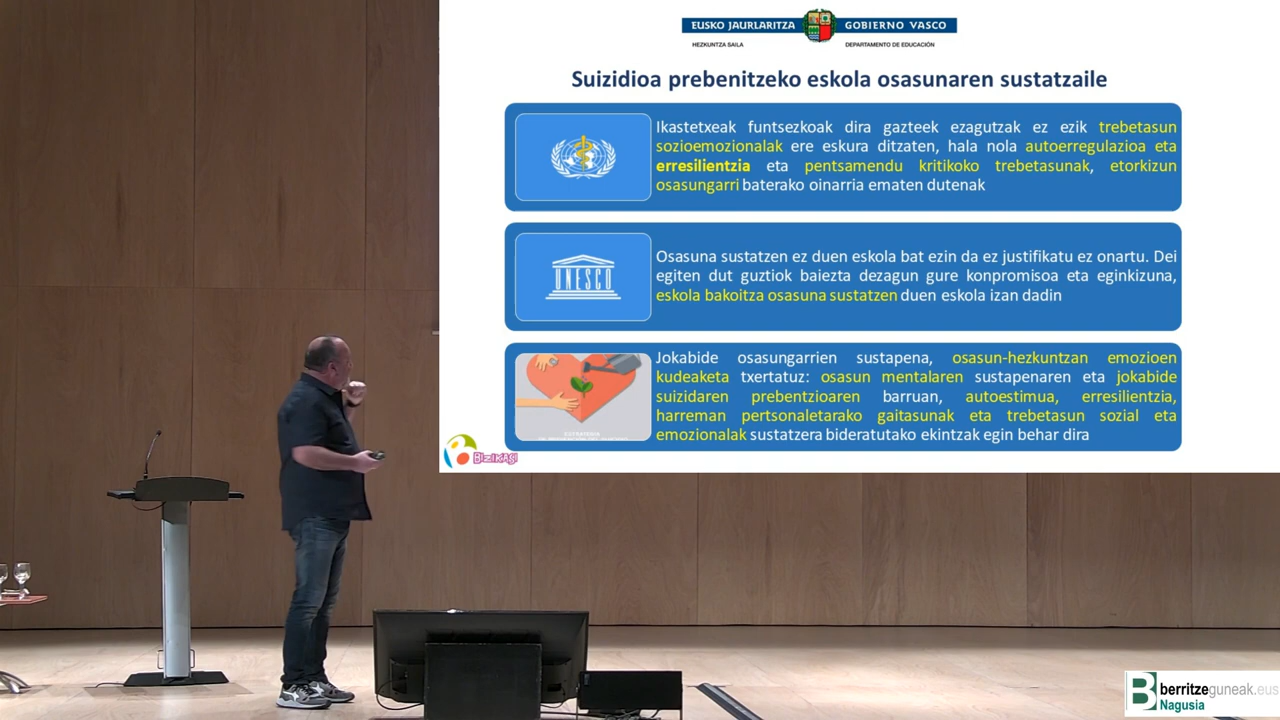 EUSKO JAURLARITZA GOBIERNO VASCO
HEZKUNTZA SAILA DEPARTAMENTO DE EDUCACIÓN
Suizidioa prebenitzeko eskola osasunaren sustatzaile
Ikastetxeak funtsezkoak dira gazteek ezagutzak ez ezik trebetasun
sozioemozionalak ere eskura ditzaten, hala nola autoerregulazioa eta
erresilientzia eta pentsamendu kritikoko trebetasunak, etorkizun
osasungarri baterako oinarria ematen dutenak
UNESCO
Osasuna sustatzen ez duen eskola bat ezin da ez justifikatu ez onartu. Dei
egiten dut guztiok baiezta dezagun gure konpromisoa eta eginkizuna,
eskola bakoitza osasuna sustatzen duen eskola izan dadin
Jokabide osasungarrien sustapena, osasun-hezkuntzan emozioen
kudeaketa txertatuz: osasun mentalaren sustapenaren eta jokabide
suizidaren prebentzioaren barruan, autoestimua, erresilientzia,
harreman pertsonaletarako gaitasunak eta trebetasun sozial eta
emozionalak sustatzera bideratutako ekintzak egin behar dira
BIZIKASI
berritzeguneak.eus
Nagusia